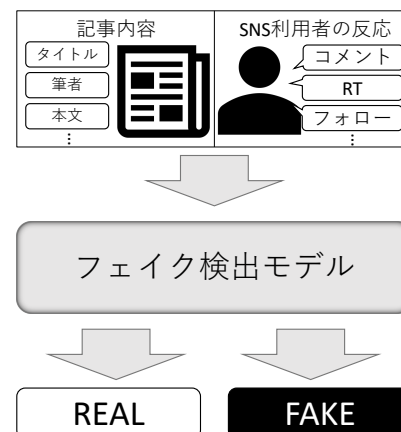 記事内容
タイトル
筆者
本文
⋮
SNS利用者の反応
コメント
RT
フォロー
⋮
フェイク検出モデル
REAL
FAKE